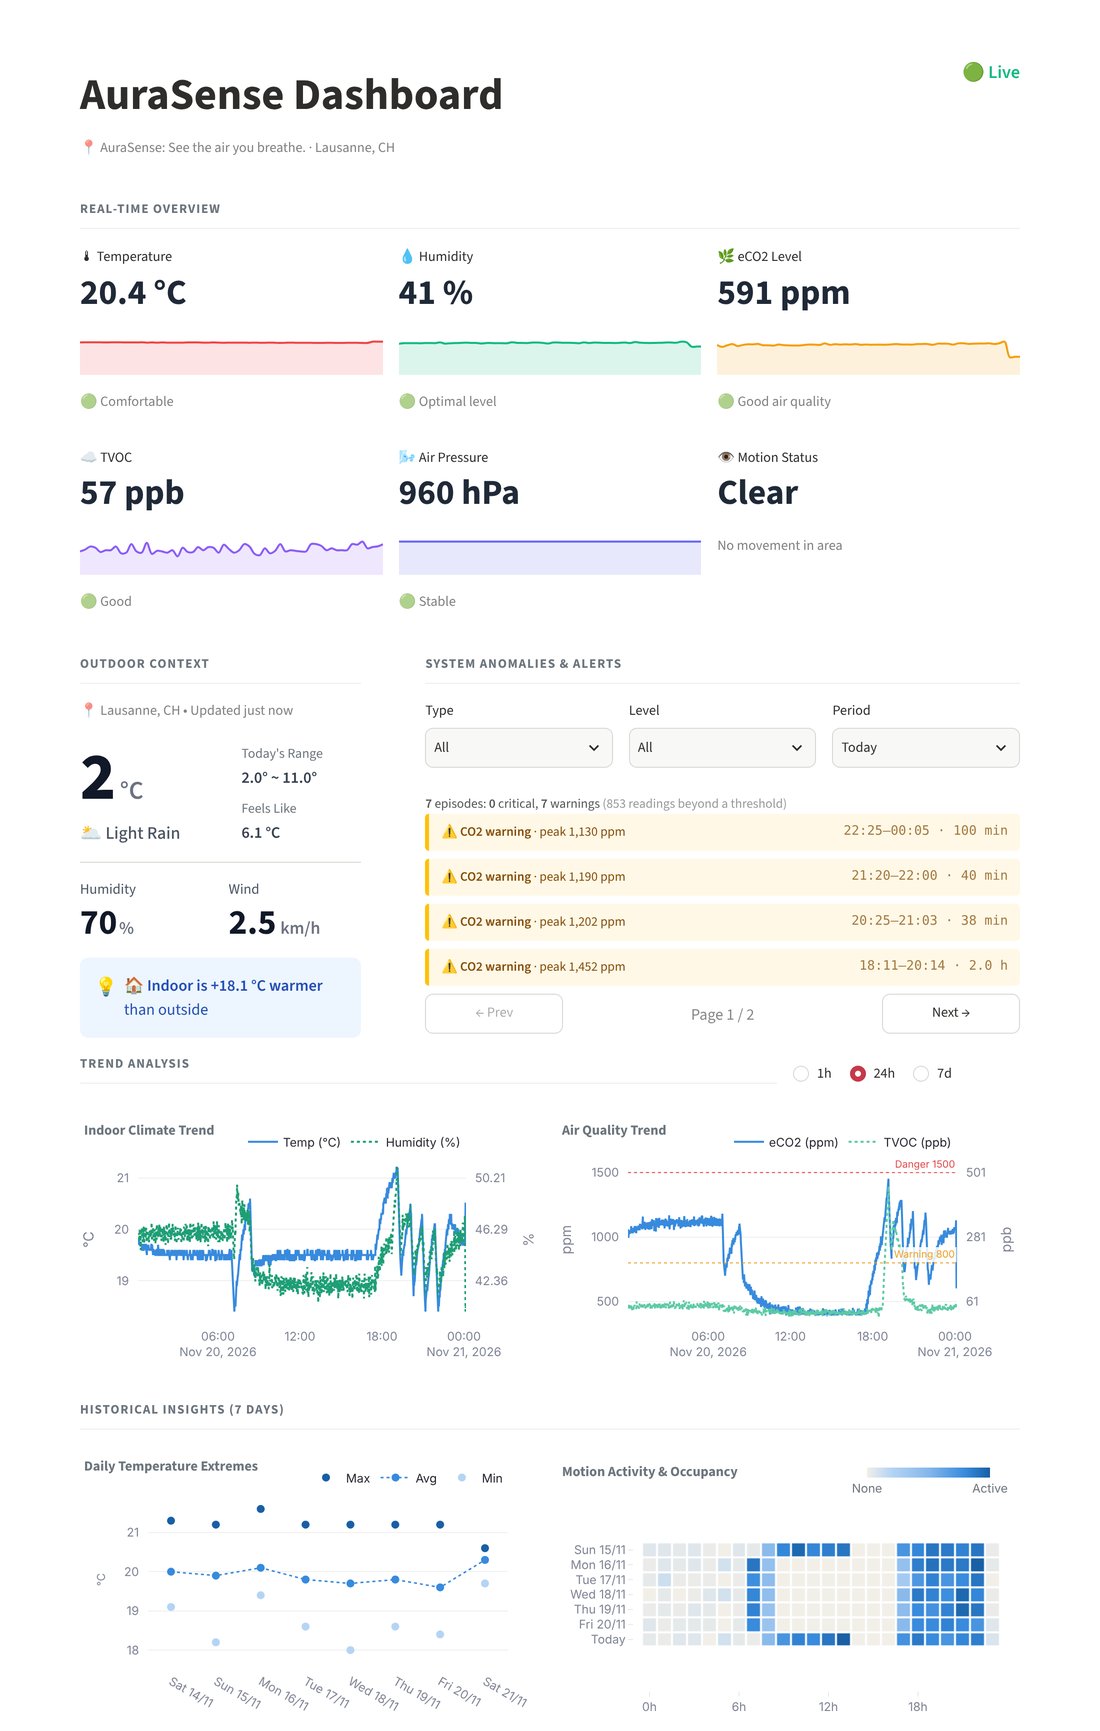 🟢 Live
AuraSense Dashboard
📍 AuraSense: See the air you breathe. · Lausanne, CH
REAL-TIME OVERVIEW
🌡 Temperature
20.4 °C
🟢 Comfortable
💧 Humidity
41 %
🟢 Optimal level
🌿 eCO2 Level
591 ppm
🟢 Good air quality
☁️ TVOC
57 ppb
🟢 Good
🌬️ Air Pressure
960 hPa
🟢 Stable
👁️ Motion Status
Clear
No movement in area
OUTDOOR CONTEXT
📍 Lausanne, CH • Updated just now
2 °C
🌥️ Light Rain
Today's Range
2.0° ~ 11.0°
Feels Like
6.1 °C
Humidity
70%
Wind
2.5 km/h
💡 🏠 Indoor is +18.1 °C warmer
than outside
SYSTEM ANOMALIES & ALERTS
Type
All
Level
All
Period
Today
7 episodes: 0 critical, 7 warnings (853 readings beyond a threshold)
⚠️ CO2 warning · peak 1,130 ppm 22:25–00:05 · 100 min
⚠️ CO2 warning · peak 1,190 ppm 21:20–22:00 · 40 min
⚠️ CO2 warning · peak 1,202 ppm 20:25–21:03 · 38 min
⚠️ CO2 warning · peak 1,452 ppm 18:11–20:14 · 2.0 h
← Prev
Page 1 / 2
Next →
TREND ANALYSIS
1h 24h 7d
Indoor Climate Trend
Temp (°C) Humidity (%)
21
20
19
°C
50.21
46.29
42.36
%
06:00 12:00 18:00 00:00
Nov 20, 2026 Nov 21, 2026
Air Quality Trend
eCO2 (ppm) TVOC (ppb)
Danger 1500
Warning 800
1500
1000
500
ppm
501
281
61
ppb
06:00 12:00 18:00 00:00
Nov 20, 2026 Nov 21, 2026
HISTORICAL INSIGHTS (7 DAYS)
Daily Temperature Extremes
Max Avg Min
21
20
19
18
°C
Sat 14/11
Sun 15/11
Mon 16/11
Tue 17/11
Wed 18/11
Thu 19/11
Fri 20/11
Sat 21/11
Motion Activity & Occupancy
None Active
Sun 15/11
Mon 16/11
Tue 17/11
Wed 18/11
Thu 19/11
Fri 20/11
Today
0h 6h 12h 18h